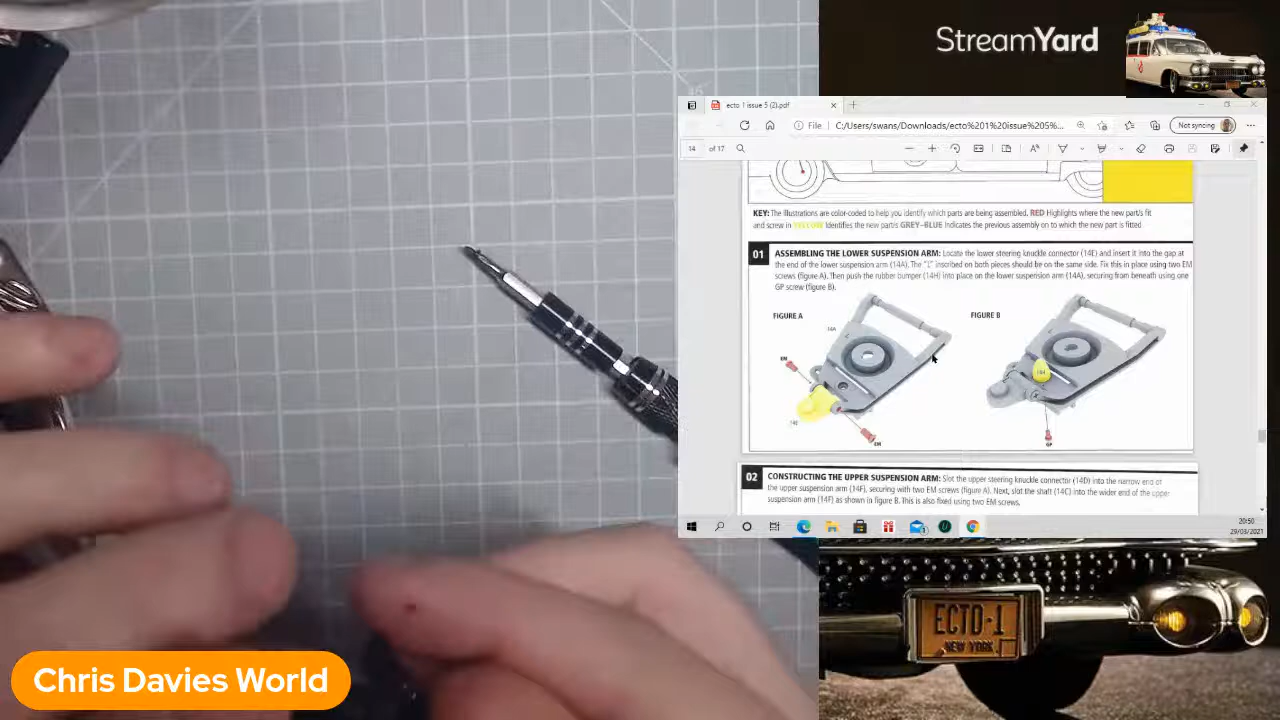 StreamYard
ecto 1 issue 5 (2).pdf
File
C:/Users/swans/Downloads/ecto%201%20issue%205%...
Not syncing
14 of 17
KEY: The illustrations are color-coded to help you identify which parts are being assembled. RED Highlights where the new part/s fit
and screw in YELLOW Identifies the new part/s GREY-BLUE Indicates the previous assembly on to which the new part is fitted
01 ASSEMBLING THE LOWER SUSPENSION ARM: Locate the lower steering knuckle connector (14E) and insert it into the gap at
the end of the lower suspension arm (14A). The "L" inscribed on both pieces should be on the same side. Fix this in place using two EM
screws (figure A). Then push the rubber bumper (14H) into place on the lower suspension arm (14A), securing from beneath using one
GP screw (figure B).
FIGURE A
FIGURE B
14A
EM
14E
EM
14H
GP
02 CONSTRUCTING THE UPPER SUSPENSION ARM: Slot the upper steering knuckle connector (14D) into the narrow end of
the upper suspension arm (14F), securing with two EM screws (figure A). Next, slot the shaft (14C) into the wider end of the upper
suspension arm (14F) as shown in figure B. This is also fixed using two EM screws.
20:50
29/03/2021
ECTO-1
NEW YORK
Chris Davies World